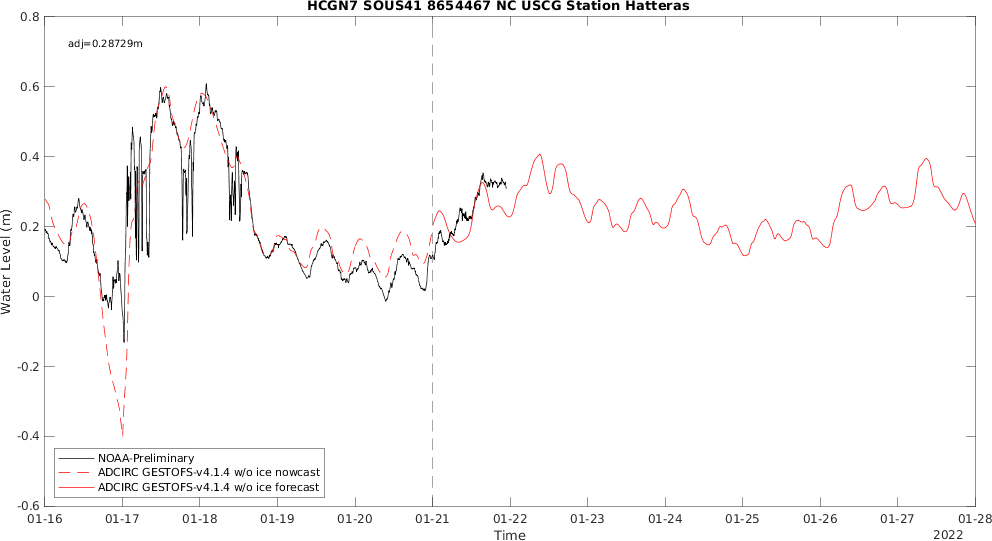 HCGN7 SOUS41 8654467 NC USCG Station Hatteras
adj=0.28729m
Water Level (m)
0.8
0.6
0.4
0.2
0
-0.2
-0.4
-0.6
NOAA-Preliminary
ADCIRC GESTOFS-v4.1.4 w/o ice nowcast
ADCIRC GESTOFS-v4.1.4 w/o ice forecast
01-16 01-17 01-18 01-19 01-20 01-21 01-22 01-23 01-24 01-25 01-26 01-27 01-28
Time
2022